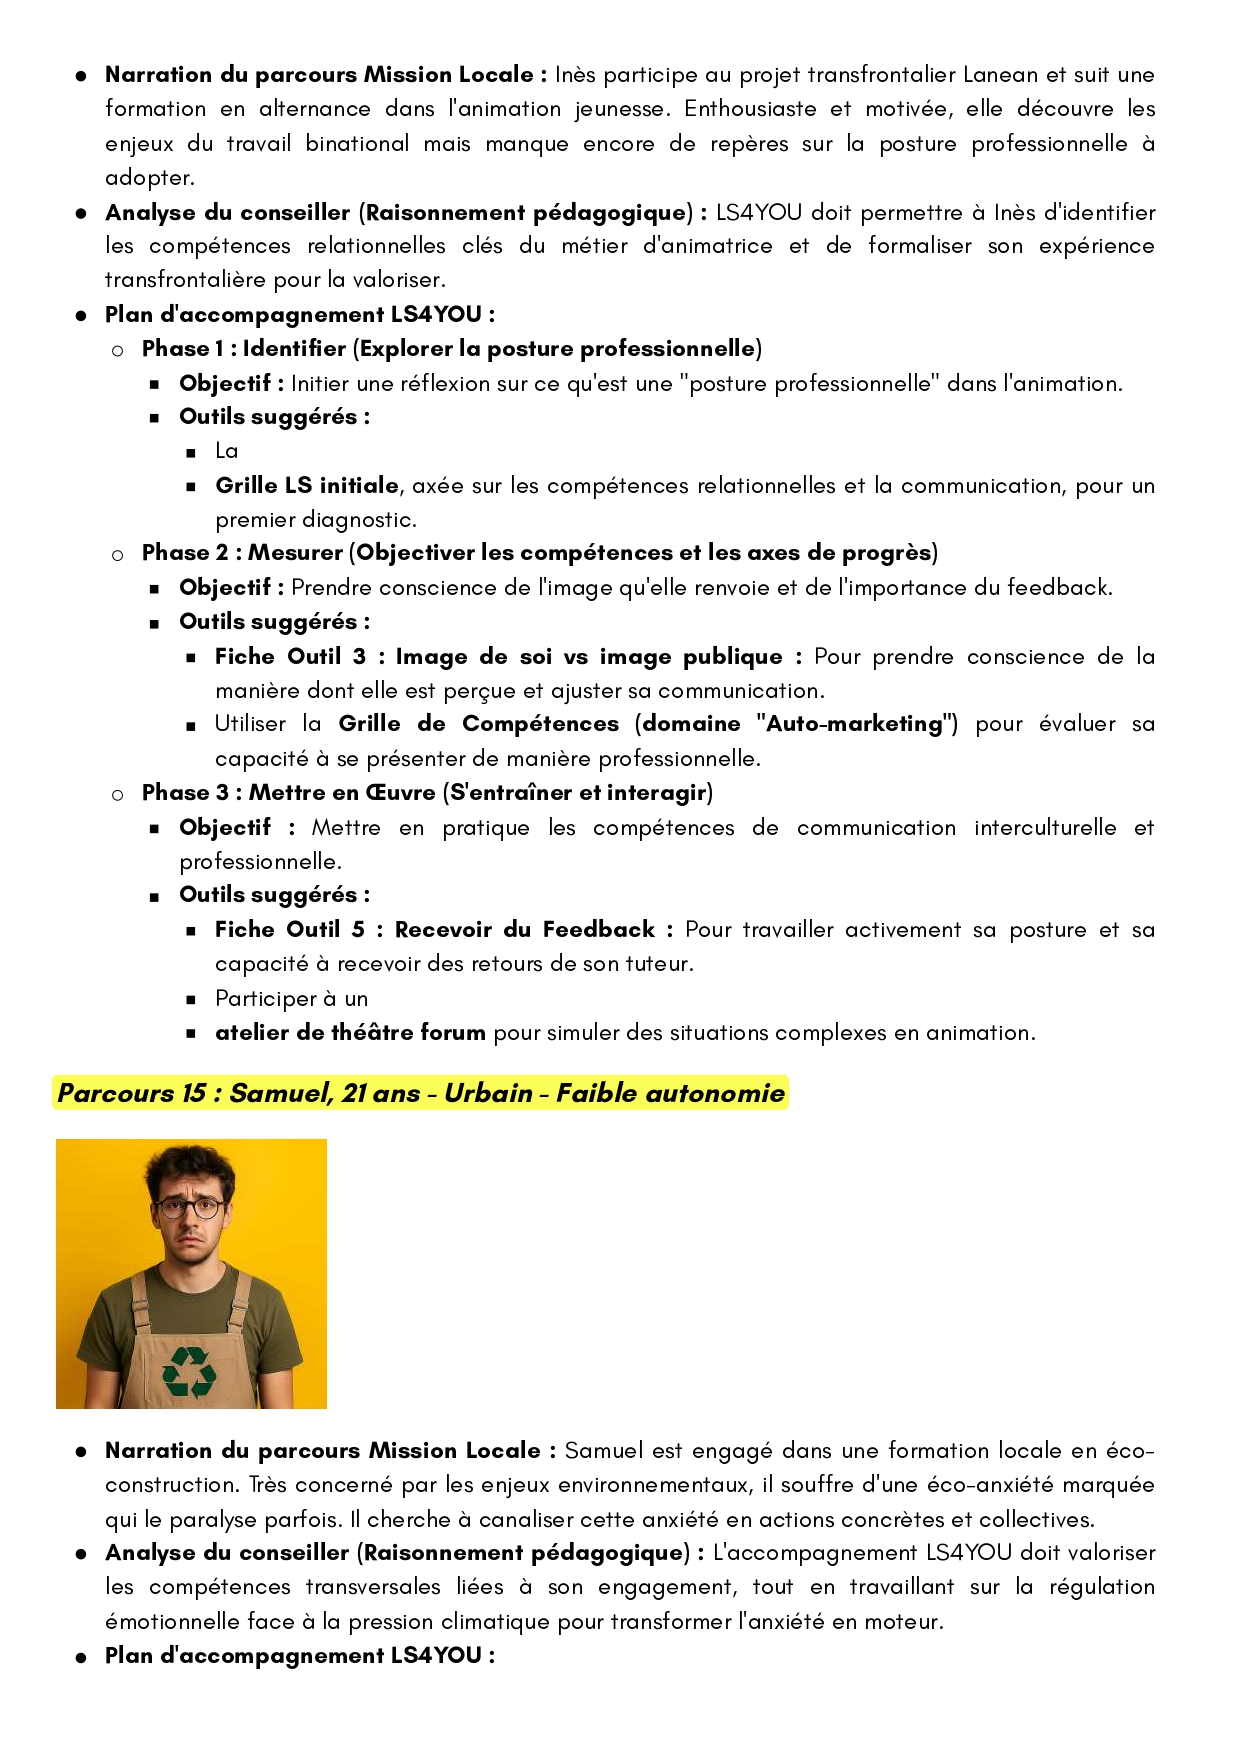 ● Narration du parcours Mission Locale : Inès participe au projet transfrontalier Lanean et suit une
formation en alternance dans l'animation jeunesse. Enthousiaste et motivée, elle découvre les
enjeux du travail binational mais manque encore de repères sur la posture professionnelle à
adopter.
● Analyse du conseiller (Raisonnement pédagogique) : LS4YOU doit permettre à Inès d'identifier
les compétences relationnelles clés du métier d'animatrice et de formaliser son expérience
transfrontalière pour la valoriser.
● Plan d'accompagnement LS4YOU :
○ Phase 1 : Identifier (Explorer la posture professionnelle)
■ Objectif : Initier une réflexion sur ce qu'est une "posture professionnelle" dans l'animation.
■ Outils suggérés :
■ La
■ Grille LS initiale, axée sur les compétences relationnelles et la communication, pour un
premier diagnostic.
○ Phase 2 : Mesurer (Objectiver les compétences et les axes de progrès)
■ Objectif : Prendre conscience de l'image qu'elle renvoie et de l'importance du feedback.
■ Outils suggérés :
■ Fiche Outil 3 : Image de soi vs image publique : Pour prendre conscience de la
manière dont elle est perçue et ajuster sa communication.
■ Utiliser la Grille de Compétences (domaine "Auto-marketing") pour évaluer sa
capacité à se présenter de manière professionnelle.
○ Phase 3 : Mettre en Œuvre (S'entraîner et interagir)
■ Objectif : Mettre en pratique les compétences de communication interculturelle et
professionnelle.
■ Outils suggérés :
■ Fiche Outil 5 : Recevoir du Feedback : Pour travailler activement sa posture et sa
capacité à recevoir des retours de son tuteur.
■ Participer à un
■ atelier de théâtre forum pour simuler des situations complexes en animation.
Parcours 15 : Samuel, 21 ans - Urbain - Faible autonomie
● Narration du parcours Mission Locale : Samuel est engagé dans une formation locale en éco-
construction. Très concerné par les enjeux environnementaux, il souffre d'une éco-anxiété marquée
qui le paralyse parfois. Il cherche à canaliser cette anxiété en actions concrètes et collectives.
● Analyse du conseiller (Raisonnement pédagogique) : L'accompagnement LS4YOU doit valoriser
les compétences transversales liées à son engagement, tout en travaillant sur la régulation
émotionnelle face à la pression climatique pour transformer l'anxiété en moteur.
● Plan d'accompagnement LS4YOU :